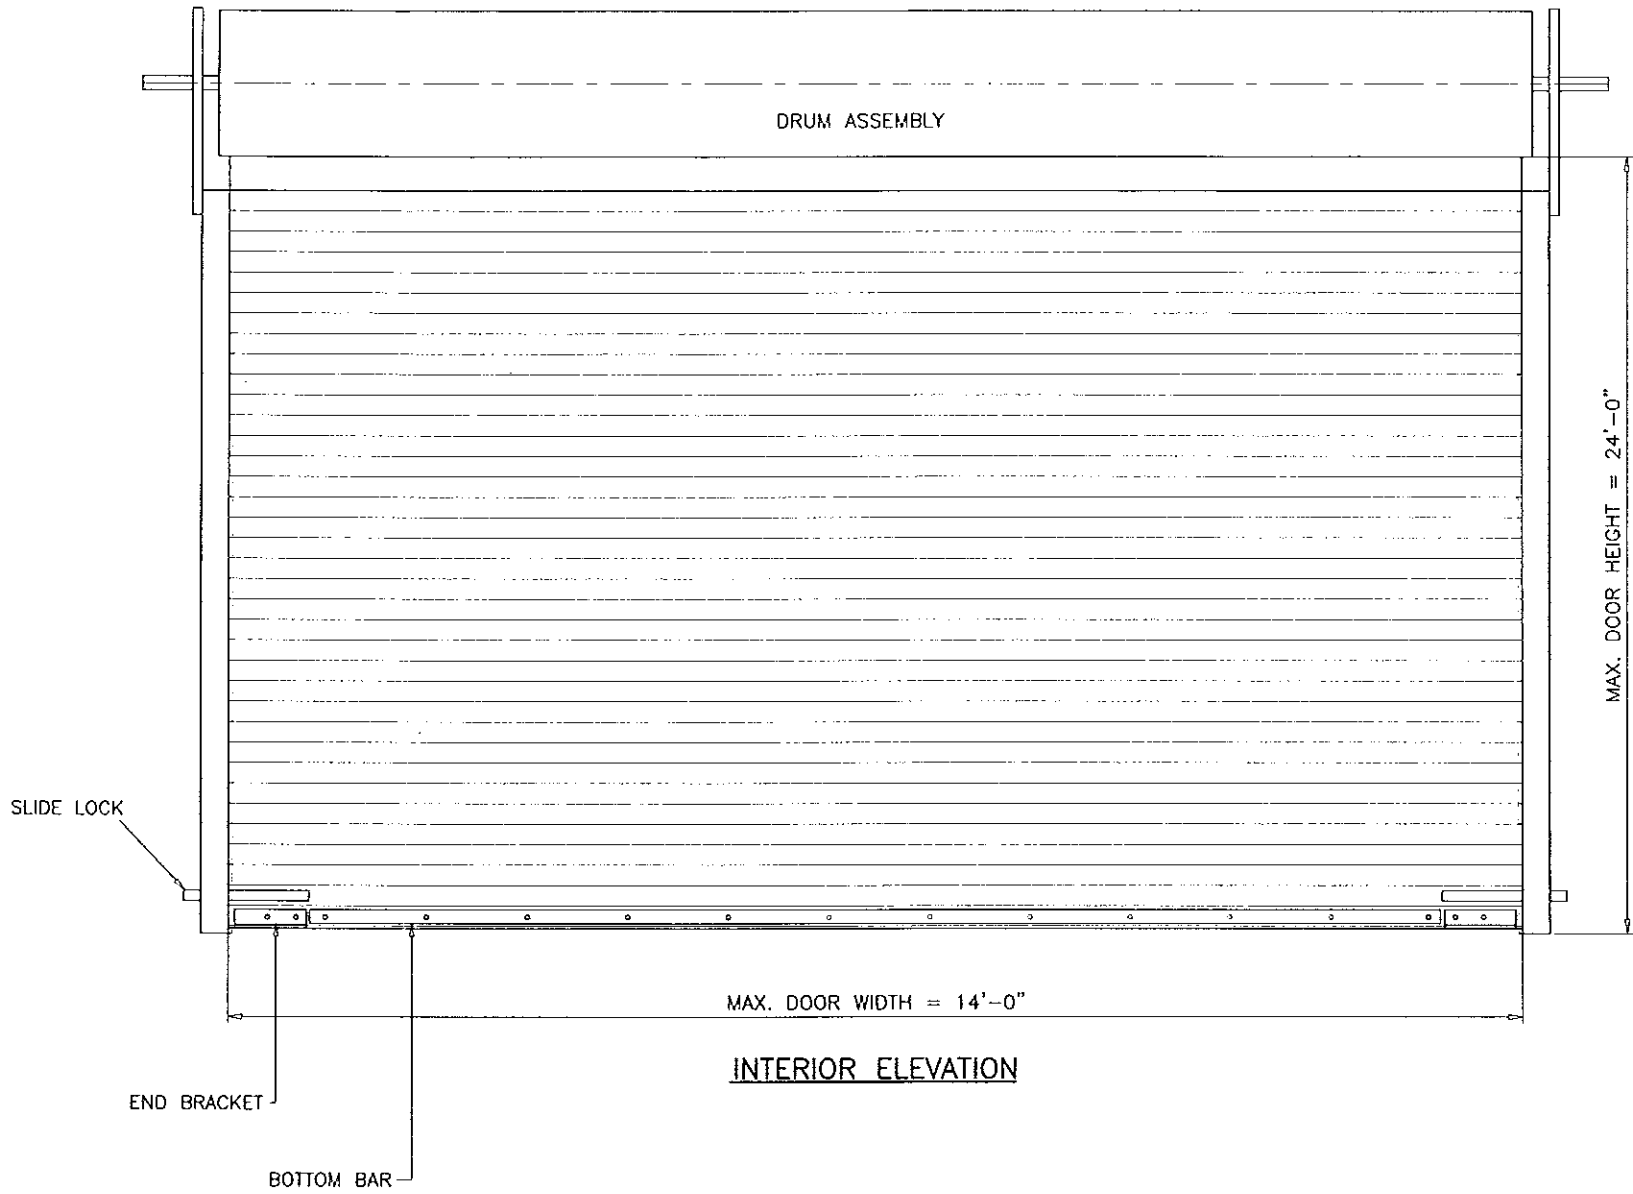 DRUM ASSEMBLY
MAX. DOOR HEIGHT = 24'-0"
SLIDE LOCK
MAX. DOOR WIDTH = 14'-0"
INTERIOR ELEVATION
END BRACKET
BOTTOM BAR